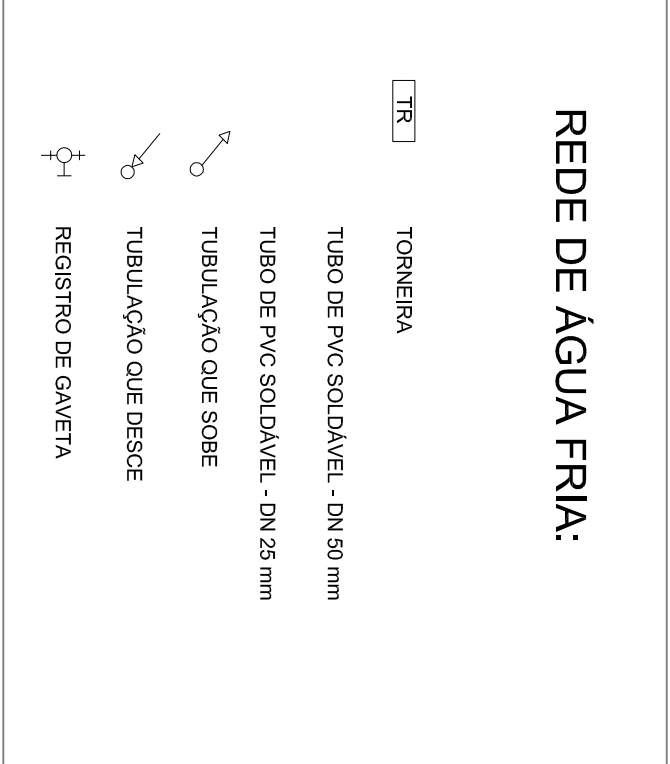 REDE DE ÁGUA FRIA:
TR TORNEIRA
TUBO DE PVC SOLDÁVEL - DN 50 mm
TUBO DE PVC SOLDÁVEL - DN 25 mm
TUBULAÇÃO QUE SOBE
TUBULAÇÃO QUE DESCE
REGISTRO DE GAVETA